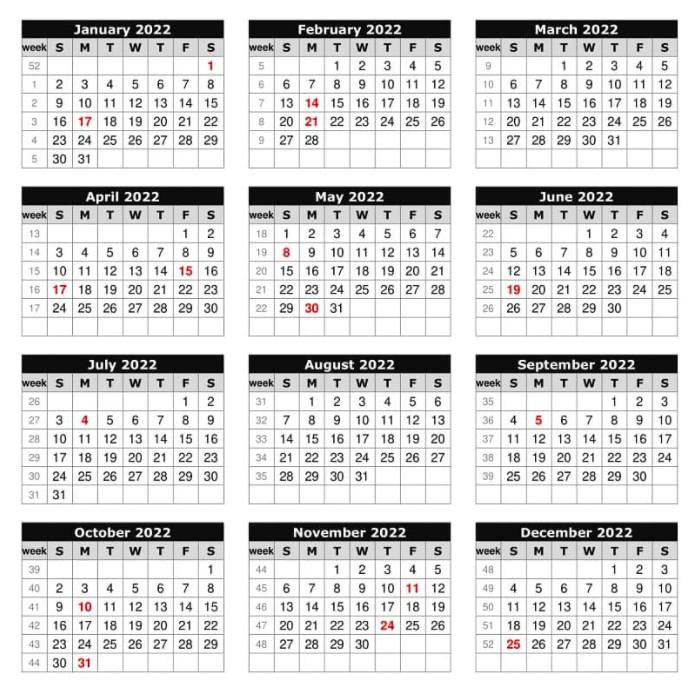 January 2022
week S M T W T F S
52 1
1 2 3 4 5 6 7 8
2 9 10 11 12 13 14 15
3 16 17 18 19 20 21 22
4 23 24 25 26 27 28 29
5 30 31
February 2022
week S M T W T F S
5 1 2 3 4 5
6 6 7 8 9 10 11 12
7 13 14 15 16 17 18 19
8 20 21 22 23 24 25 26
9 27 28
March 2022
week S M T W T F S
9 1 2 3 4 5
10 6 7 8 9 10 11 12
11 13 14 15 16 17 18 19
12 20 21 22 23 24 25 26
13 27 28 29 30 31
April 2022
week S M T W T F S
13 1 2
14 3 4 5 6 7 8 9
15 10 11 12 13 14 15 16
16 17 18 19 20 21 22 23
17 24 25 26 27 28 29 30
May 2022
week S M T W T F S
18 1 2 3 4 5 6 7
19 8 9 10 11 12 13 14
20 15 16 17 18 19 20 21
21 22 23 24 25 26 27 28
22 29 30 31
June 2022
week S M T W T F S
22 1 2 3 4
23 5 6 7 8 9 10 11
24 12 13 14 15 16 17 18
25 19 20 21 22 23 24 25
26 26 27 28 29 30
July 2022
week S M T W T F S
26 1 2
27 3 4 5 6 7 8 9
28 10 11 12 13 14 15 16
29 17 18 19 20 21 22 23
30 24 25 26 27 28 29 30
31 31
August 2022
week S M T W T F S
31 1 2 3 4 5 6
32 7 8 9 10 11 12 13
33 14 15 16 17 18 19 20
34 21 22 23 24 25 26 27
35 28 29 30 31
September 2022
week S M T W T F S
35 1 2 3
36 4 5 6 7 8 9 10
37 11 12 13 14 15 16 17
38 18 19 20 21 22 23 24
39 25 26 27 28 29 30
October 2022
week S M T W T F S
39 1
40 2 3 4 5 6 7 8
41 9 10 11 12 13 14 15
42 16 17 18 19 20 21 22
43 23 24 25 26 27 28 29
44 30 31
November 2022
week S M T W T F S
44 1 2 3 4 5
45 6 7 8 9 10 11 12
46 13 14 15 16 17 18 19
47 20 21 22 23 24 25 26
48 27 28 29 30
December 2022
week S M T W T F S
48 1 2 3
49 4 5 6 7 8 9 10
50 11 12 13 14 15 16 17
51 18 19 20 21 22 23 24
52 25 26 27 28 29 30 31